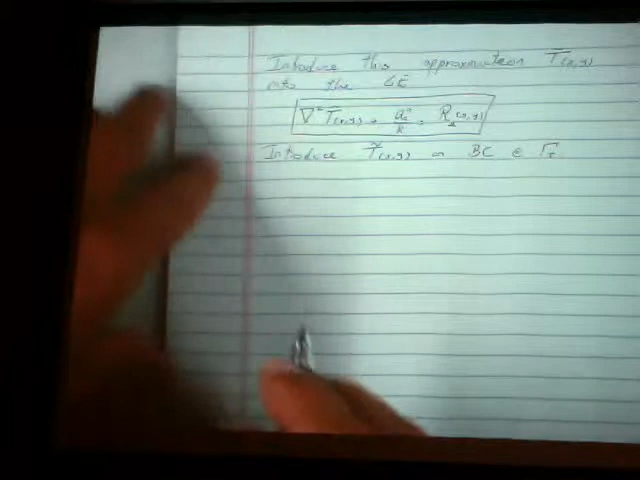 Introduce this approximation T̃(x,y)
into the GE
∇²T̃(x,y) + = R (x,y)
Introduce T̃(x,y) on BC @